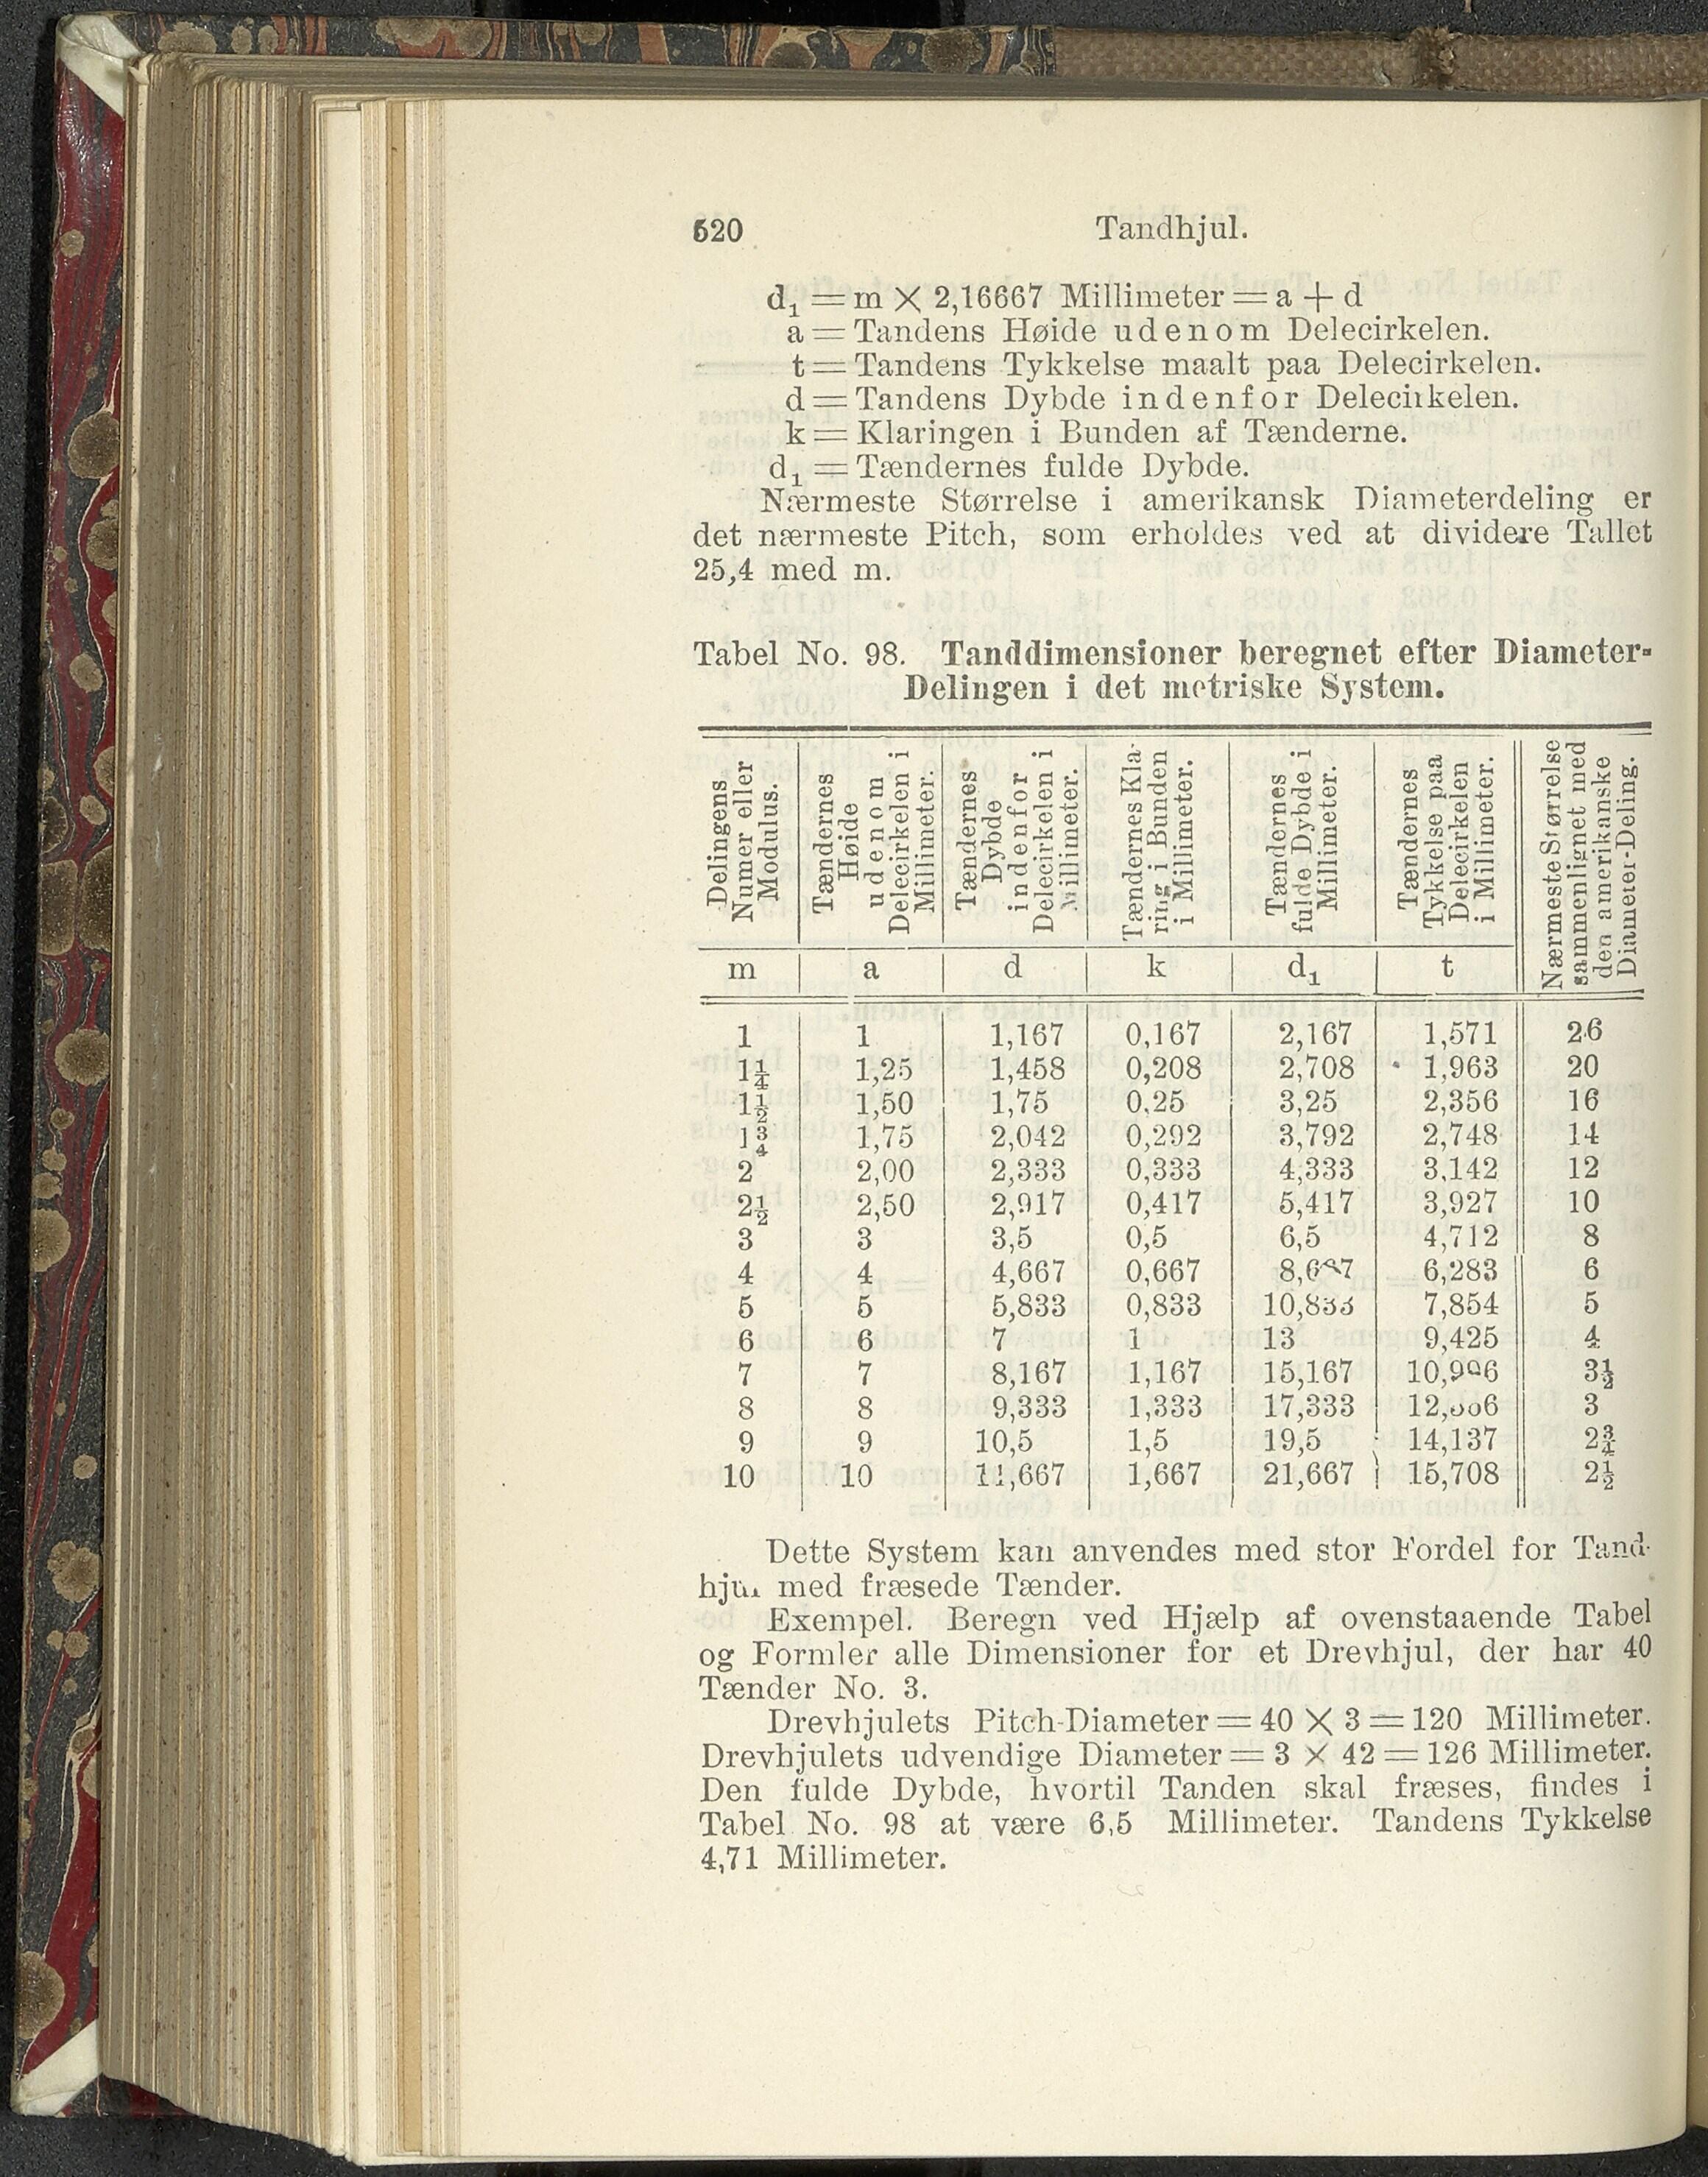 620
Tandhjul.
d₁ = m × 2,16667 Millimeter = a + d
a = Tandens Høide udenom Delecirkelen.
t = Tandens Tykkelse maalt paa Delecirkelen.
d = Tandens Dybde indenfor Delecirkelen.
k = Klaringen i Bunden af Tænderne.
d₁ = Tændernes fulde Dybde.
Nærmeste Størrelse i amerikansk Diameterdeling er
det nærmeste Pitch, som erholdes ved at dividere Tallet
25,4 med m.
Tabel No. 98. Tanddimensioner beregnet efter Diameter-
Delingen i det metriske System.
Delingens
Numer eller
Modulus.
Tændernes
Høide
udenom
Delecirkelen i
Millimeter.
Tændernes
Dybde
indenfor
Delecirkelen i
Millimeter.
Tændernes Kla-
ring i Bunden
i Millimeter.
Tændernes
fulde Dybde i
Millimeter.
Tændernes
Tykkelse paa
Delecirkelen
i Millimeter.
Nærmeste Størrelse
sammenlignet med
den amerikanske
Diameter-Deling.
m a d k d₁ t
1 1 1,167 0,167 2,167 1,571 26
1¼ 1,25 1,458 0,208 2,708 1,963 20
1½ 1,50 1,75 0,25 3,25 2,356 16
1¾ 1,75 2,042 0,292 3,792 2,748 14
2 2,00 2,333 0,333 4,333 3,142 12
2½ 2,50 2,917 0,417 5,417 3,927 10
3 3 3,5 0,5 6,5 4,712 8
4 4 4,667 0,667 6,283 6
5 5 5,833 0,833 10,833 7,854 5
6 6 7 1 13 9,425 4
7 7 8,167 1,167 15,167 10,996 3½
8 8 9,333 1,333 17,333 3
9 9 10,5 1,5 19,5 14,137 2¾
10 10 11,667 1,667 21,667 15,708 2½
Dette System kan anvendes med stor Fordel for Tand-
hjul med fræsede Tænder.
Exempel. Beregn ved Hjælp af ovenstaaende Tabel
og Formler alle Dimensioner for et Drevhjul, der har 40
Tænder No. 3.
Drevhjulets Pitch-Diameter = 40 × 3 = 120 Millimeter.
Drevhjulets udvendige Diameter = 3 × 42 = 126 Millimeter.
Den fulde Dybde, hvortil Tanden skal fræses, findes i
Tabel No. 98 at være 6,5 Millimeter. Tandens Tykkelse
4,71 Millimeter.